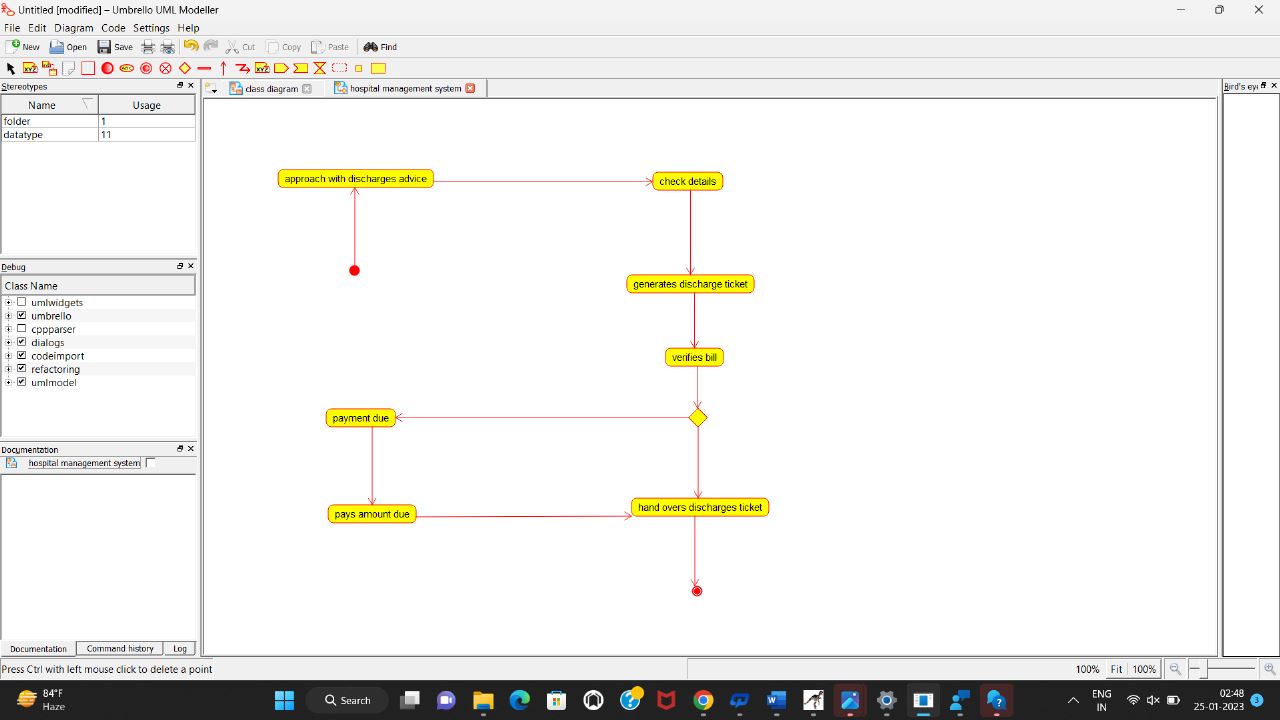 Untitled [modified] – Umbrello UML Modeller
File Edit Diagram Code Settings Help
New Open Save Cut Copy Paste Find
Stereotypes
Name Usage
folder 1
datatype 11
Debug
Class Name
umlwidgets
umbrello
cppparser
dialogs
codeimport
refactoring
umlmodel
Documentation
hospital management system
Documentation Command history Log
class diagram hospital management system
Bird's ey
approach with discharges advice
check details
generates discharge ticket
verifies bill
payment due
pays amount due
hand overs discharges ticket
Press Ctrl with left mouse click to delete a point
100% Fit 100%
84°F
Haze
Search
ENG
IN
02:48
25-01-2023
3